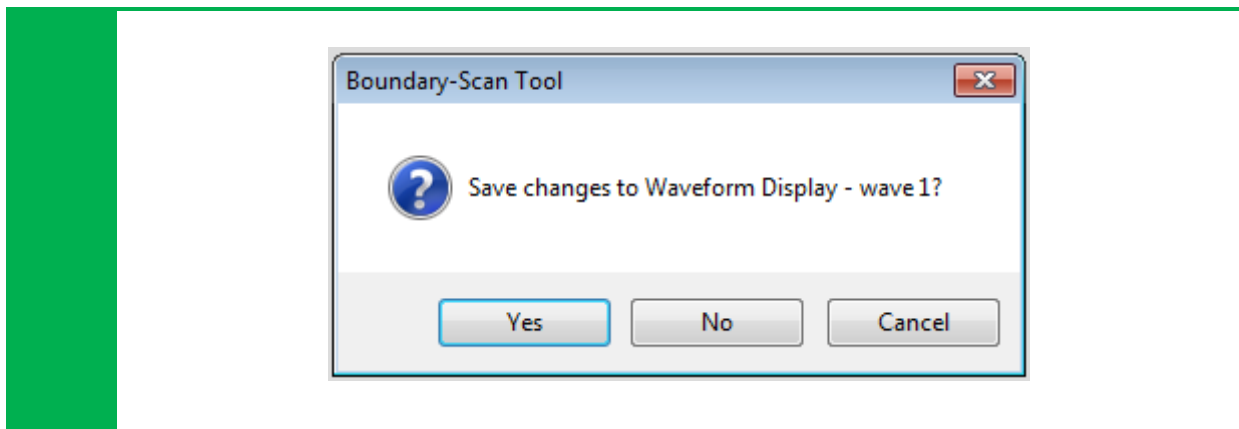 Boundary-Scan Tool
Save changes to Waveform Display - wave1?
Yes No Cancel